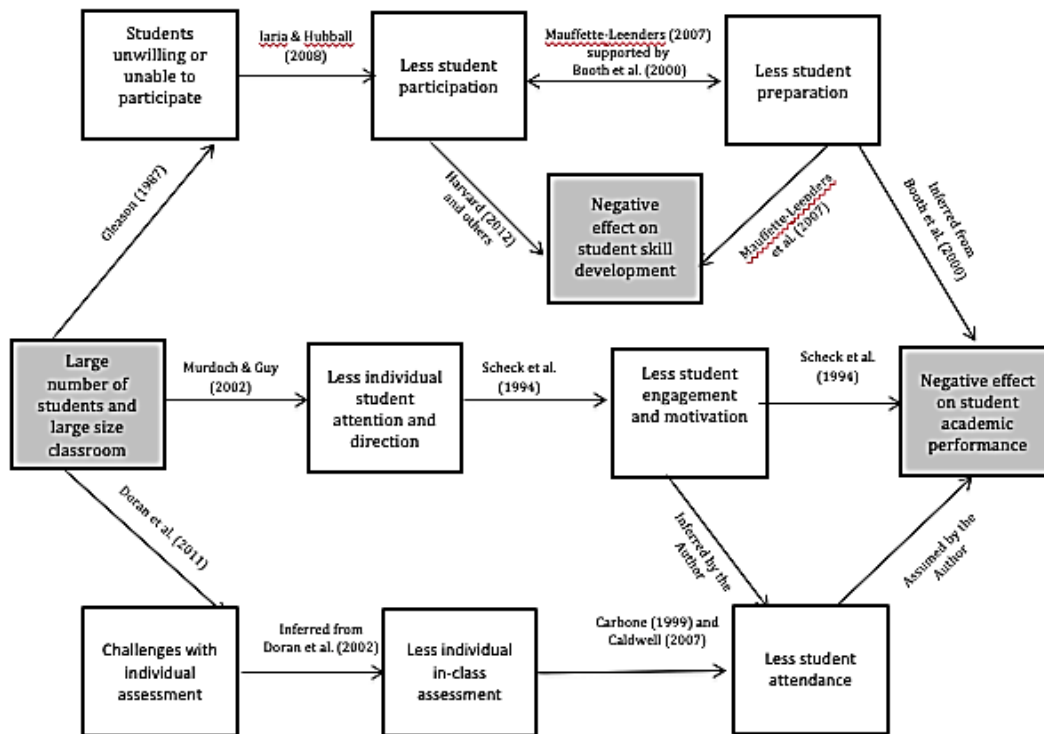 Students
unwilling or
unable to
participate
Iaria & Hubball
(2008)
Less student
participation
Mauffette-Leenders (2007)
supported by
Booth et al. (2000)
Less student
preparation
Gleason (1987)
Harvard (2012)
and others
Negative
effect on
student skill
development
Mauffette-Leenders
et al. (2007)
Inferred from
Booth et al. (2000)
Large
number of
students and
large size
classroom
Murdoch & Guy
(2002)
Less individual
student
attention and
direction
Scheck et al.
(1994)
Less student
engagement
and motivation
Scheck et al.
(1994)
Negative effect
on student
academic
performance
Doran et al. (2011)
Inferred by the
Author
Assumed by the
Author
Challenges with
individual
assessment
Inferred from
Doran et al. (2002)
Less individual
in-class
assessment
Carbone (1999) and
Caldwell (2007)
Less student
attendance